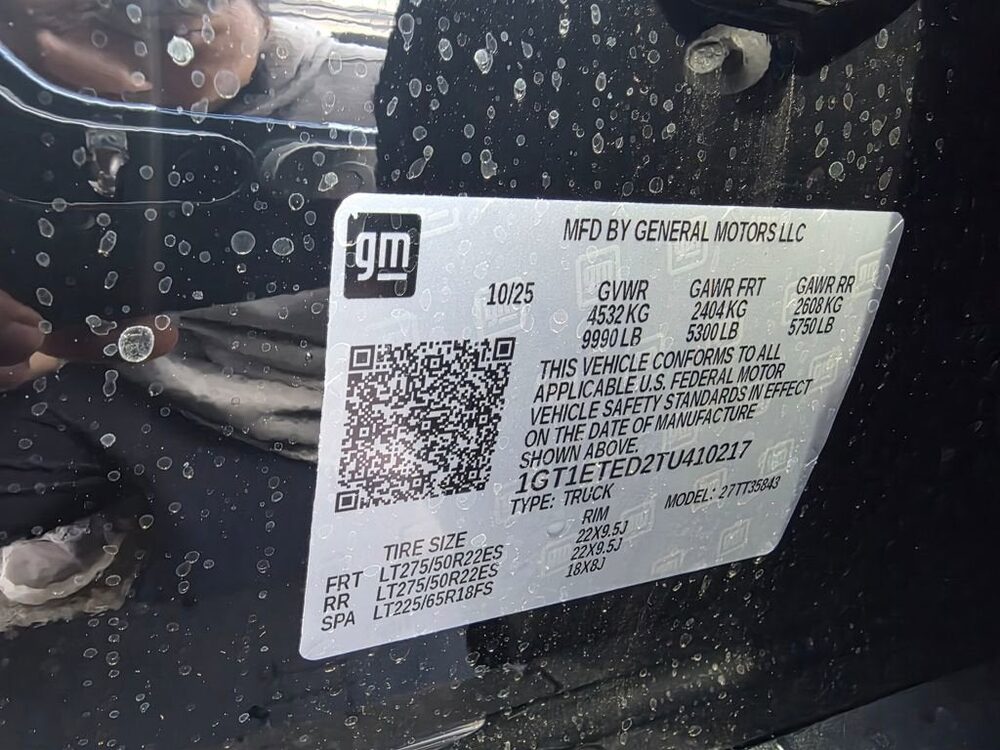 gm
MFD BY GENERAL MOTORS LLC
10/25 GVWR GAWR FRT GAWR RR
4532 KG 2404 KG 2608 KG
9990 LB 5300 LB 5750 LB
THIS VEHICLE CONFORMS TO ALL
APPLICABLE U.S. FEDERAL MOTOR
VEHICLE SAFETY STANDARDS IN EFFECT
ON THE DATE OF MANUFACTURE
SHOWN ABOVE.
1GT1ETED2TU410217
TYPE: TRUCK MODEL: 27TT35843
TIRE SIZE RIM
FRT LT275/50R22ES 22X9.5J
RR LT275/50R22ES 22X9.5J
SPA LT225/65R18FS 18X8J